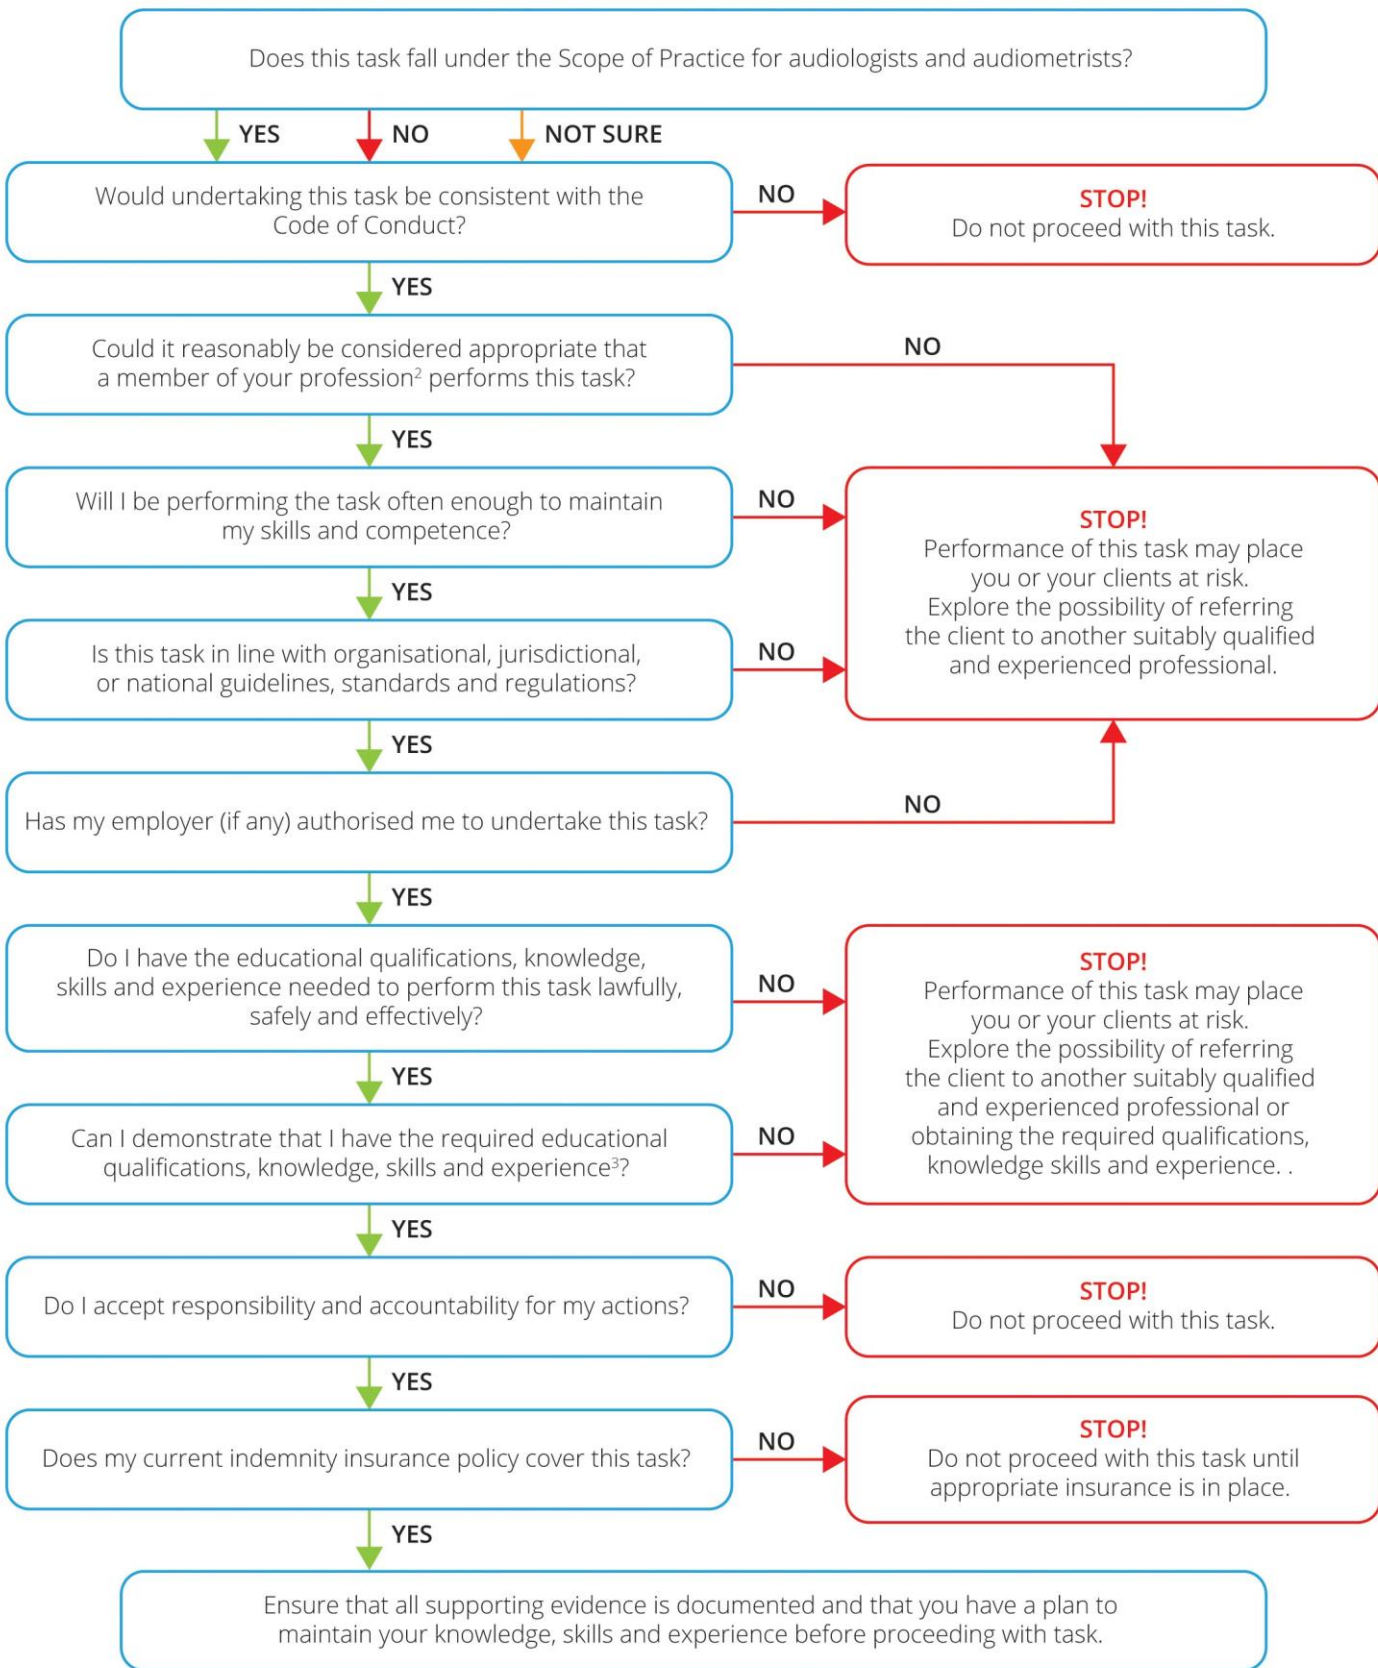 Does this task fall under the Scope of Practice for audiologists and audiometrists?
YES
NO
NOT SURE
Would undertaking this task be consistent with the
Code of Conduct?
NO
STOP!
Do not proceed with this task.
YES
Could it reasonably be considered appropriate that
a member of your profession² performs this task?
NO
YES
Will I be performing the task often enough to maintain
my skills and competence?
NO
STOP!
Performance of this task may place
you or your clients at risk.
Explore the possibility of referring
the client to another suitably qualified
and experienced professional.
YES
Is this task in line with organisational, jurisdictional,
or national guidelines, standards and regulations?
NO
YES
Has my employer (if any) authorised me to undertake this task?
NO
YES
Do I have the educational qualifications, knowledge,
skills and experience needed to perform this task lawfully,
safely and effectively?
NO
STOP!
Performance of this task may place
you or your clients at risk.
Explore the possibility of referring
the client to another suitably qualified
and experienced professional or
obtaining the required qualifications,
knowledge skills and experience. .
YES
Can I demonstrate that I have the required educational
qualifications, knowledge, skills and experience³?
NO
YES
Do I accept responsibility and accountability for my actions?
NO
STOP!
Do not proceed with this task.
YES
Does my current indemnity insurance policy cover this task?
NO
STOP!
Do not proceed with this task until
appropriate insurance is in place.
YES
Ensure that all supporting evidence is documented and that you have a plan to
maintain your knowledge, skills and experience before proceeding with task.